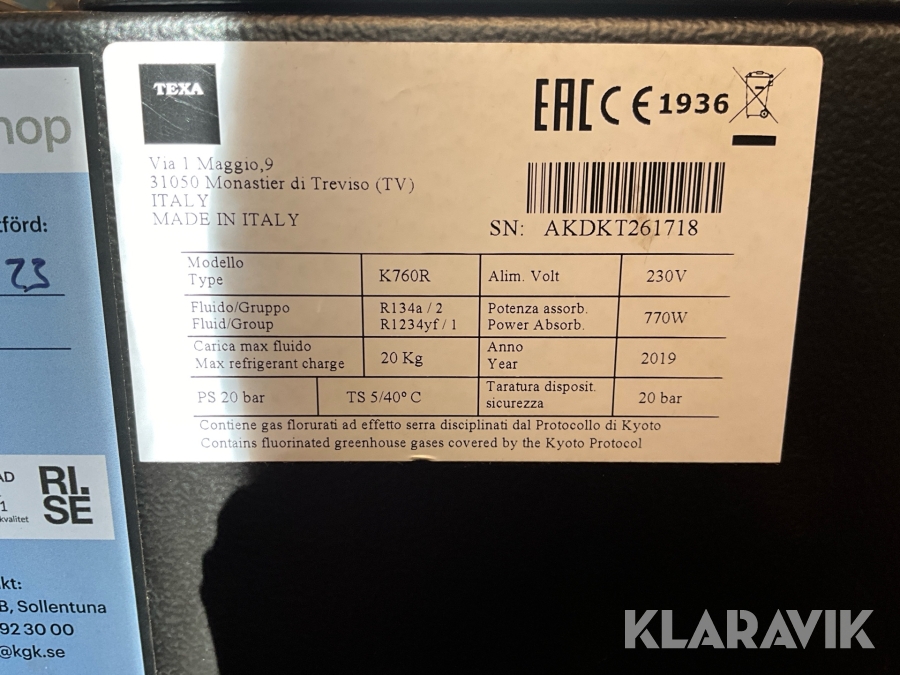 TEXA
EAC CE 1936
Via 1 Maggio,9
31050 Monastier di Treviso (TV)
ITALY
MADE IN ITALY
SN: AKDKT261718
Modello
Type
K760R
Alim. Volt
230V
Fluido/Gruppo
Fluid/Group
R134a / 2
R1234yf / 1
Potenza assorb.
Power Absorb.
770W
Carica max fluido
Max refrigerant charge
20 Kg
Anno
Year
2019
PS 20 bar
TS 5/40° C
Taratura disposit.
sicurezza
20 bar
Contiene gas florurati ad effetto serra disciplinati dal Protocollo di Kyoto
Contains fluorinated greenhouse gases covered by the Kyoto Protocol
hop
tförd:
23
AD
1
kvalitet
RI.
SE
kt:
B, Sollentuna
92 30 00
@kgk.se
KLARAVIK